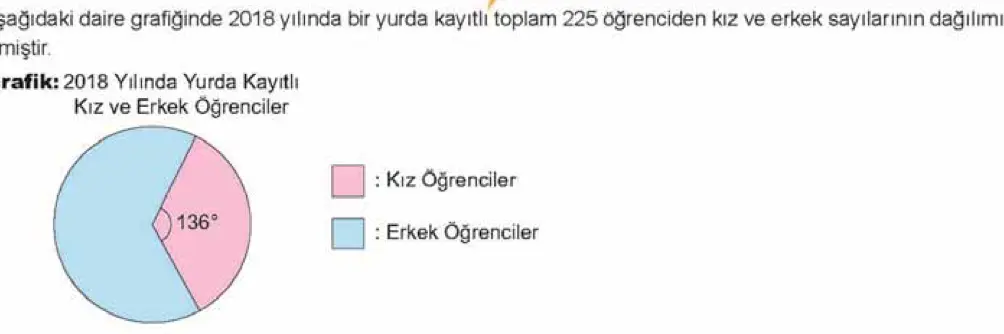 şağıdaki daire grafiğinde 2018 yılında bir yurda kayıtlı toplam 225 öğrenciden kız ve erkek sayılarının dağılımı
miştir.
rafik: 2018 Yılında Yurda Kayıtlı
Kız ve Erkek Öğrenciler
136°
: Kız Öğrenciler
: Erkek Öğrenciler